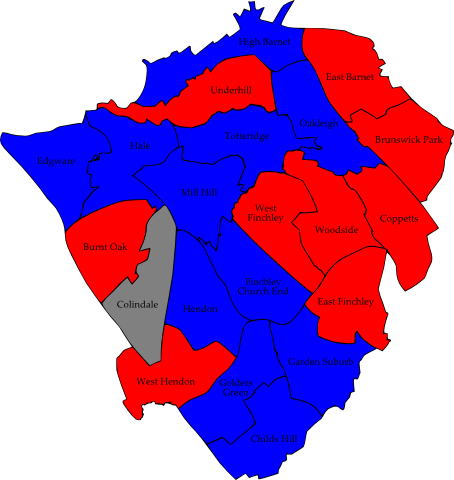 High Barnet
East Barnet
Underhill
Oakleigh
Totteridge
Brunswick Park
Hale
Edgware
Mill Hill
West
Finchley
Coppetts
Woodside
Burnt Oak
Finchley
Church End
Colindale
East Finchley
Hendon
Garden Suburb
West Hendon
Golders
Green
Childs Hill